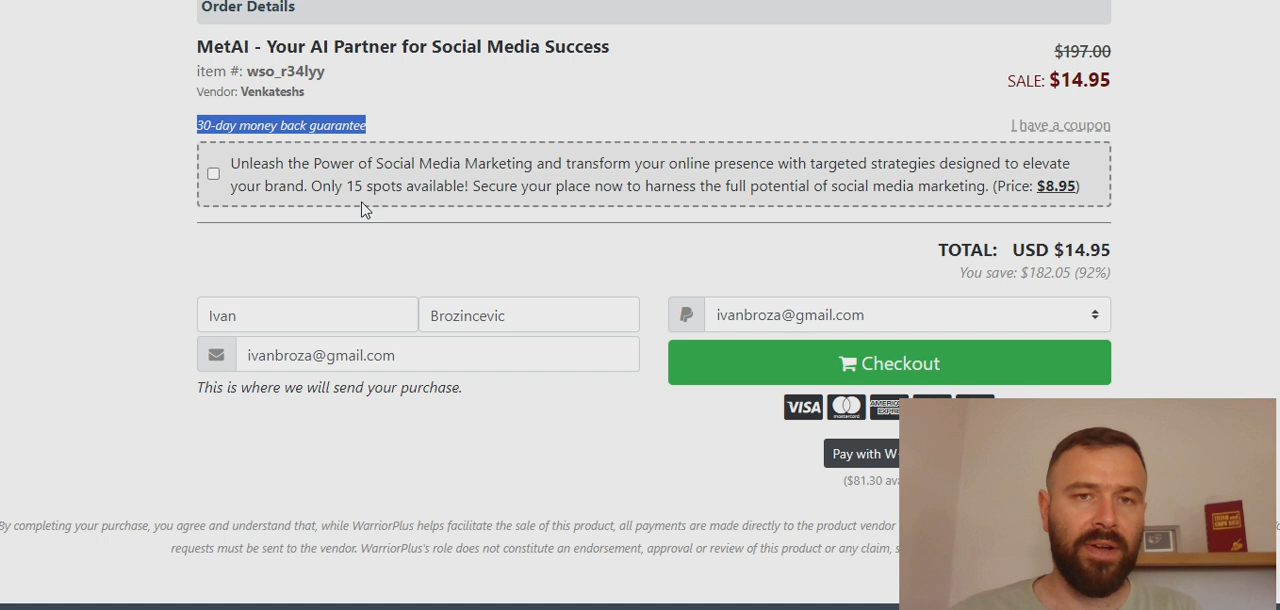 Order Details
MetAI - Your AI Partner for Social Media Success
$197.00
item #: wso_r34lyy
SALE: $14.95
Vendor: Venkateshs
30-day money back guarantee
I have a coupon
Unleash the Power of Social Media Marketing and transform your online presence with targeted strategies designed to elevate
your brand. Only 15 spots available! Secure your place now to harness the full potential of social media marketing. (Price: $8.95)
TOTAL: USD $14.95
You save: $182.05 (92%)
Ivan
Brozincevic
ivanbroza@gmail.com
ivanbroza@gmail.com
Checkout
This is where we will send your purchase.
VISA
mastercard
Pay with W
($81.30
By completing your purchase, you agree and understand that, while WarriorPlus helps facilitate the sale of this product, all payments are made directly to the product vendor
requests must be sent to the vendor. WarriorPlus's role does not constitute an endorsement, approval or review of this product or any claim,